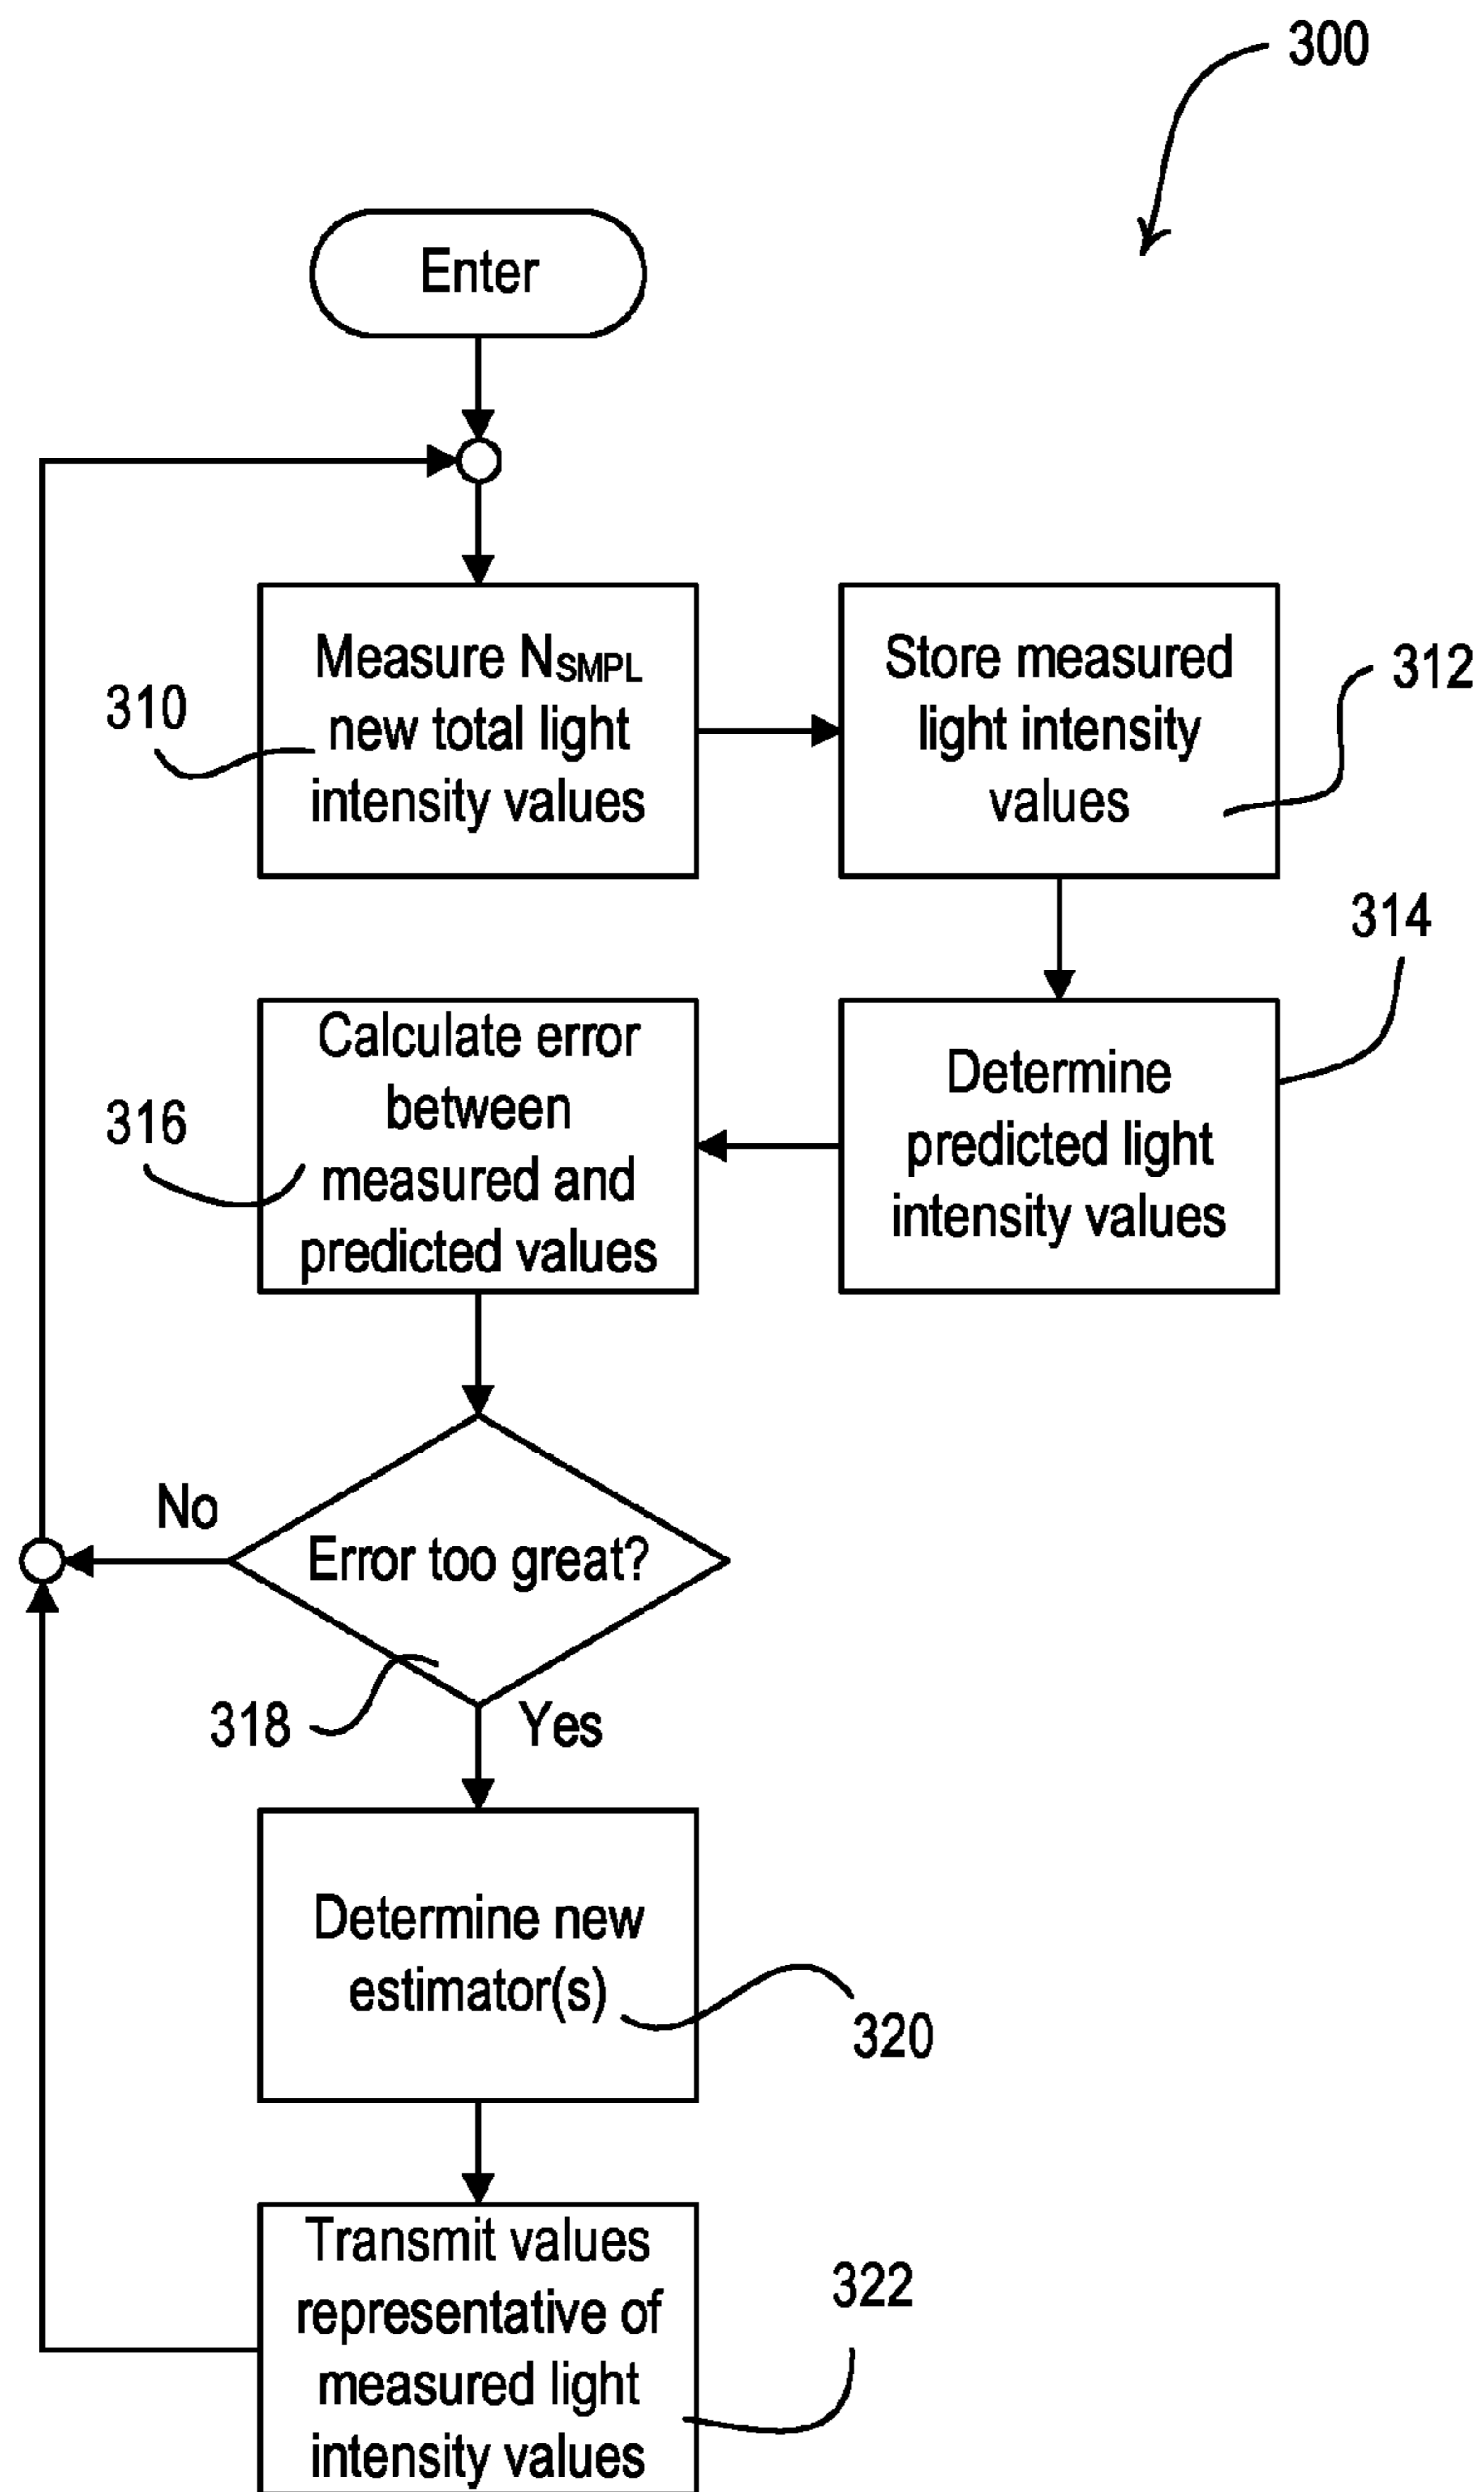 300
Enter
Measure NSMPL
new total light
intensity values
310
Store measured
light intensity
values
312
314
Determine
predicted light
intensity values
Calculate error
between
measured and
predicted values
316
Error too great?
No
318
Yes
Determine new
estimator(s)
320
Transmit values
representative of
measured light
intensity values
322